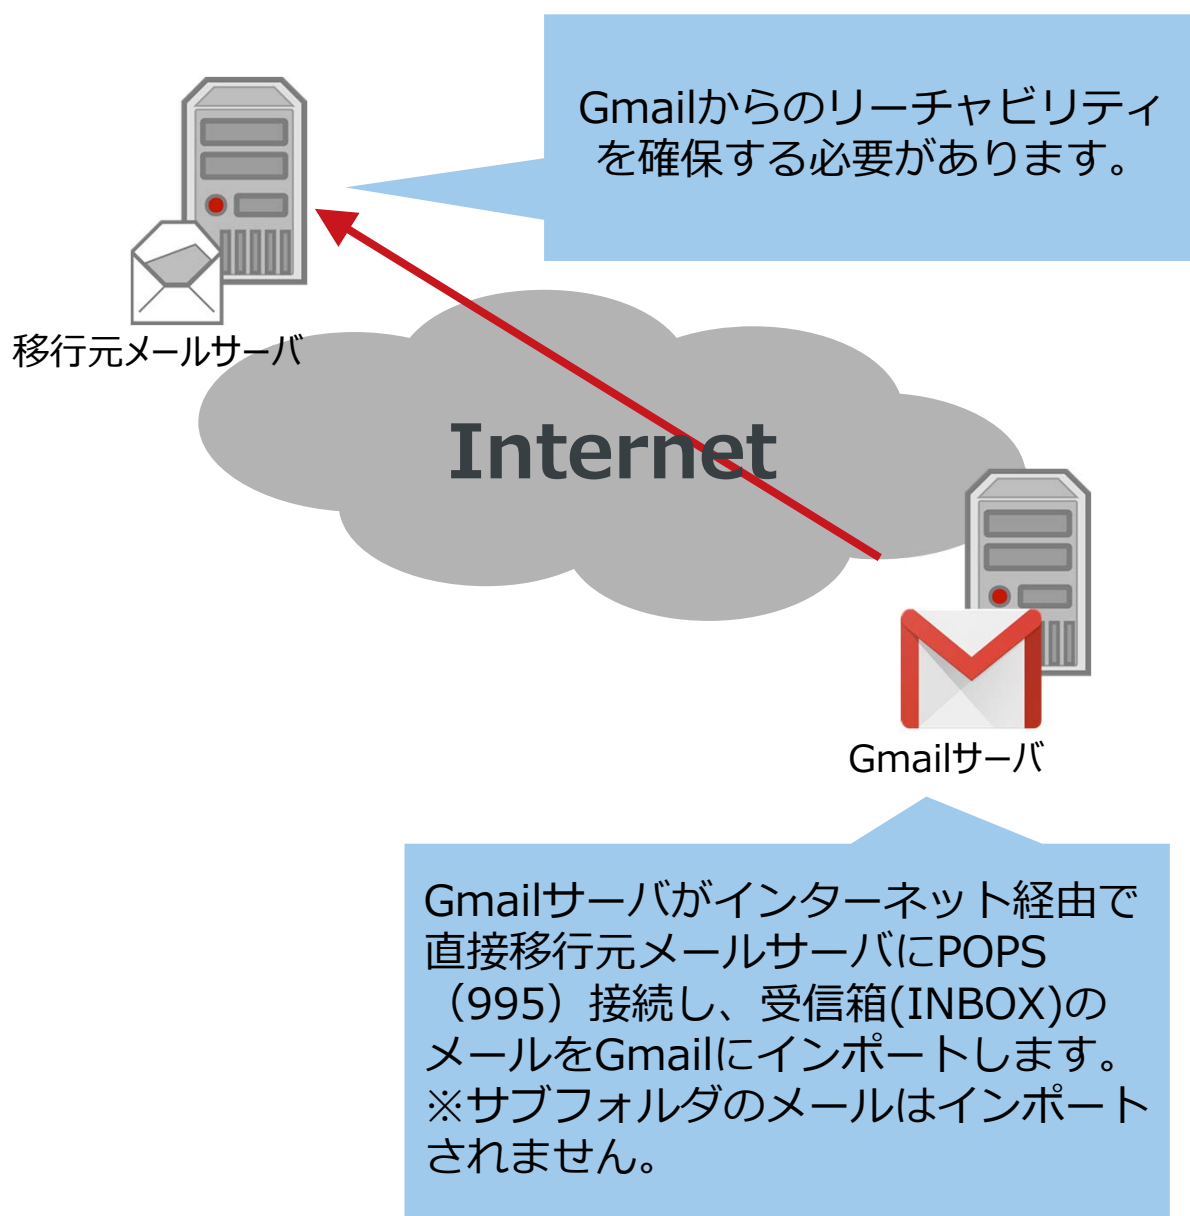 Gmailからのリーチャビリティ
を確保する必要があります。
移行元メールサーバ
Internet
Gmailサーバ
Gmailサーバがインターネット経由で
直接移行元メールサーバにPOPS
（995）接続し、受信箱(INBOX)の
メールをGmailにインポートします。
※サブフォルダのメールはインポート
されません。